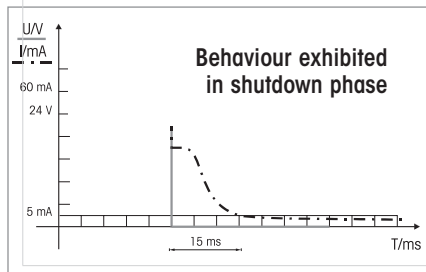 U/V
I/mA
Behaviour exhibited
in shutdown phase
60 mA
24 V
5 mA
15 ms
T/ms